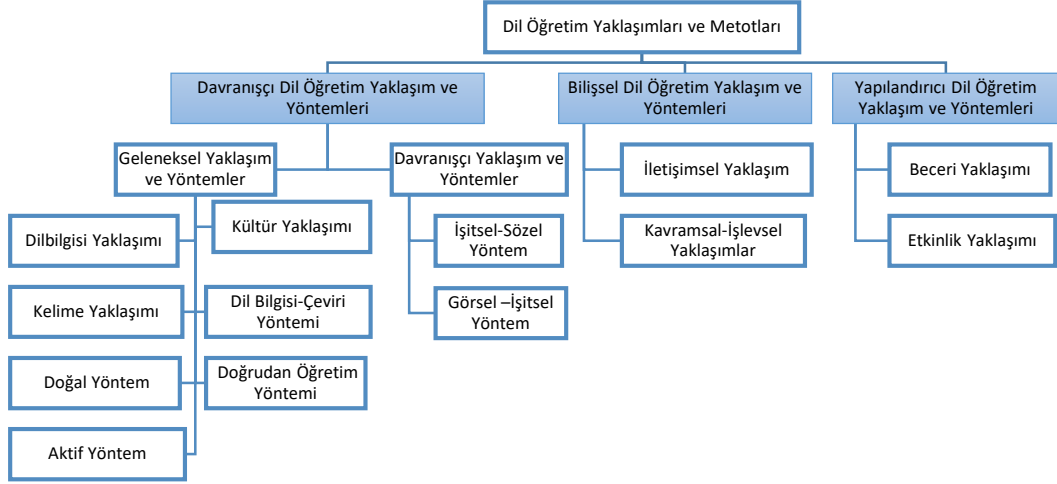 Dil Öğretim Yaklaşımları ve Metotları
Davranışçı Dil Öğretim Yaklaşım ve
Yöntemleri
Bilişsel Dil Öğretim Yaklaşım ve
Yöntemleri
Yapılandırıcı Dil Öğretim
Yaklaşım ve Yöntemleri
Geleneksel Yaklaşım
ve Yöntemler
Davranışçı Yaklaşım ve
Yöntemler
İletişimsel Yaklaşım
Beceri Yaklaşımı
Dilbilgisi Yaklaşımı
Kültür Yaklaşımı
İşitsel-Sözel
Yöntem
Kavramsal-İşlevsel
Yaklaşımlar
Etkinlik Yaklaşımı
Kelime Yaklaşımı
Dil Bilgisi-Çeviri
Yöntemi
Görsel –İşitsel
Yöntem
Doğal Yöntem
Doğrudan Öğretim
Yöntemi
Aktif Yöntem